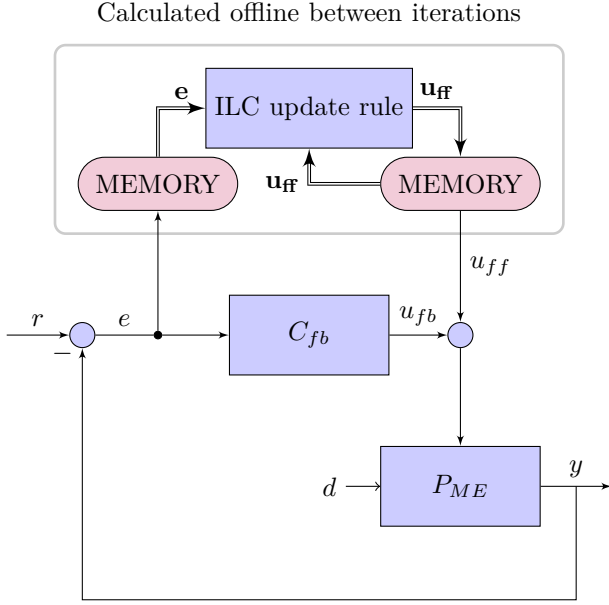 Calculated offline between iterations
e
ILC update rule
u_ff
MEMORY
u_ff
MEMORY
u_ff
r
−
e
C_fb
u_fb
d
P_ME
y